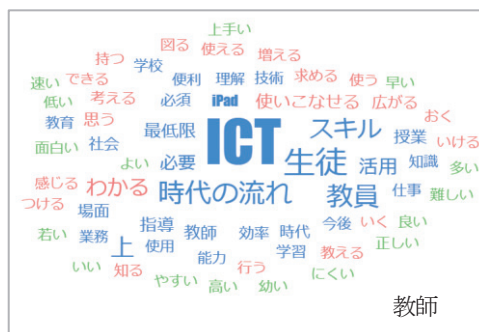 上手い
図る 使える 増える
持つ 学校
速い できる 便利 理解 技術 求める 使う 早い
低い 考える 必須 iPad 使いこなせる 広がる
教育 思う 最低限 ICT スキル 授業 おく
面白い 社会 いける
よい 必要 生徒 活用 知識 多い
感じる わかる 時代の流れ 教員 仕事 難しい
つける 場面
若い 業務 上 指導 教師 効率 時代 今後 いく 良い
使用 学習 教える 正しい
いい 知る 能力 行う にくい
やすい 高い 幼い
教師